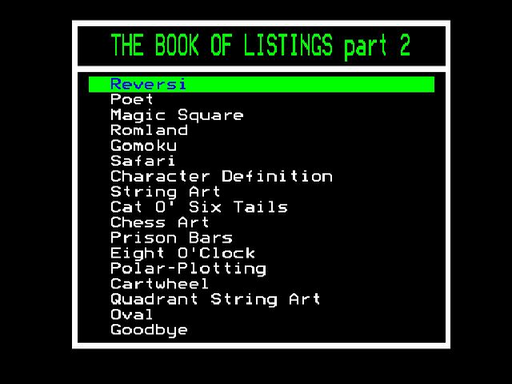 THE BOOK OF LISTINGS part 2
Reversi
Poet
Magic Square
Romland
Gomoku
Safari
Character Definition
String Art
Cat O' Six Tails
Chess Art
Prison Bars
Eight O'Clock
Polar-Plotting
Cartwheel
Quadrant String Art
Oval
Goodbye